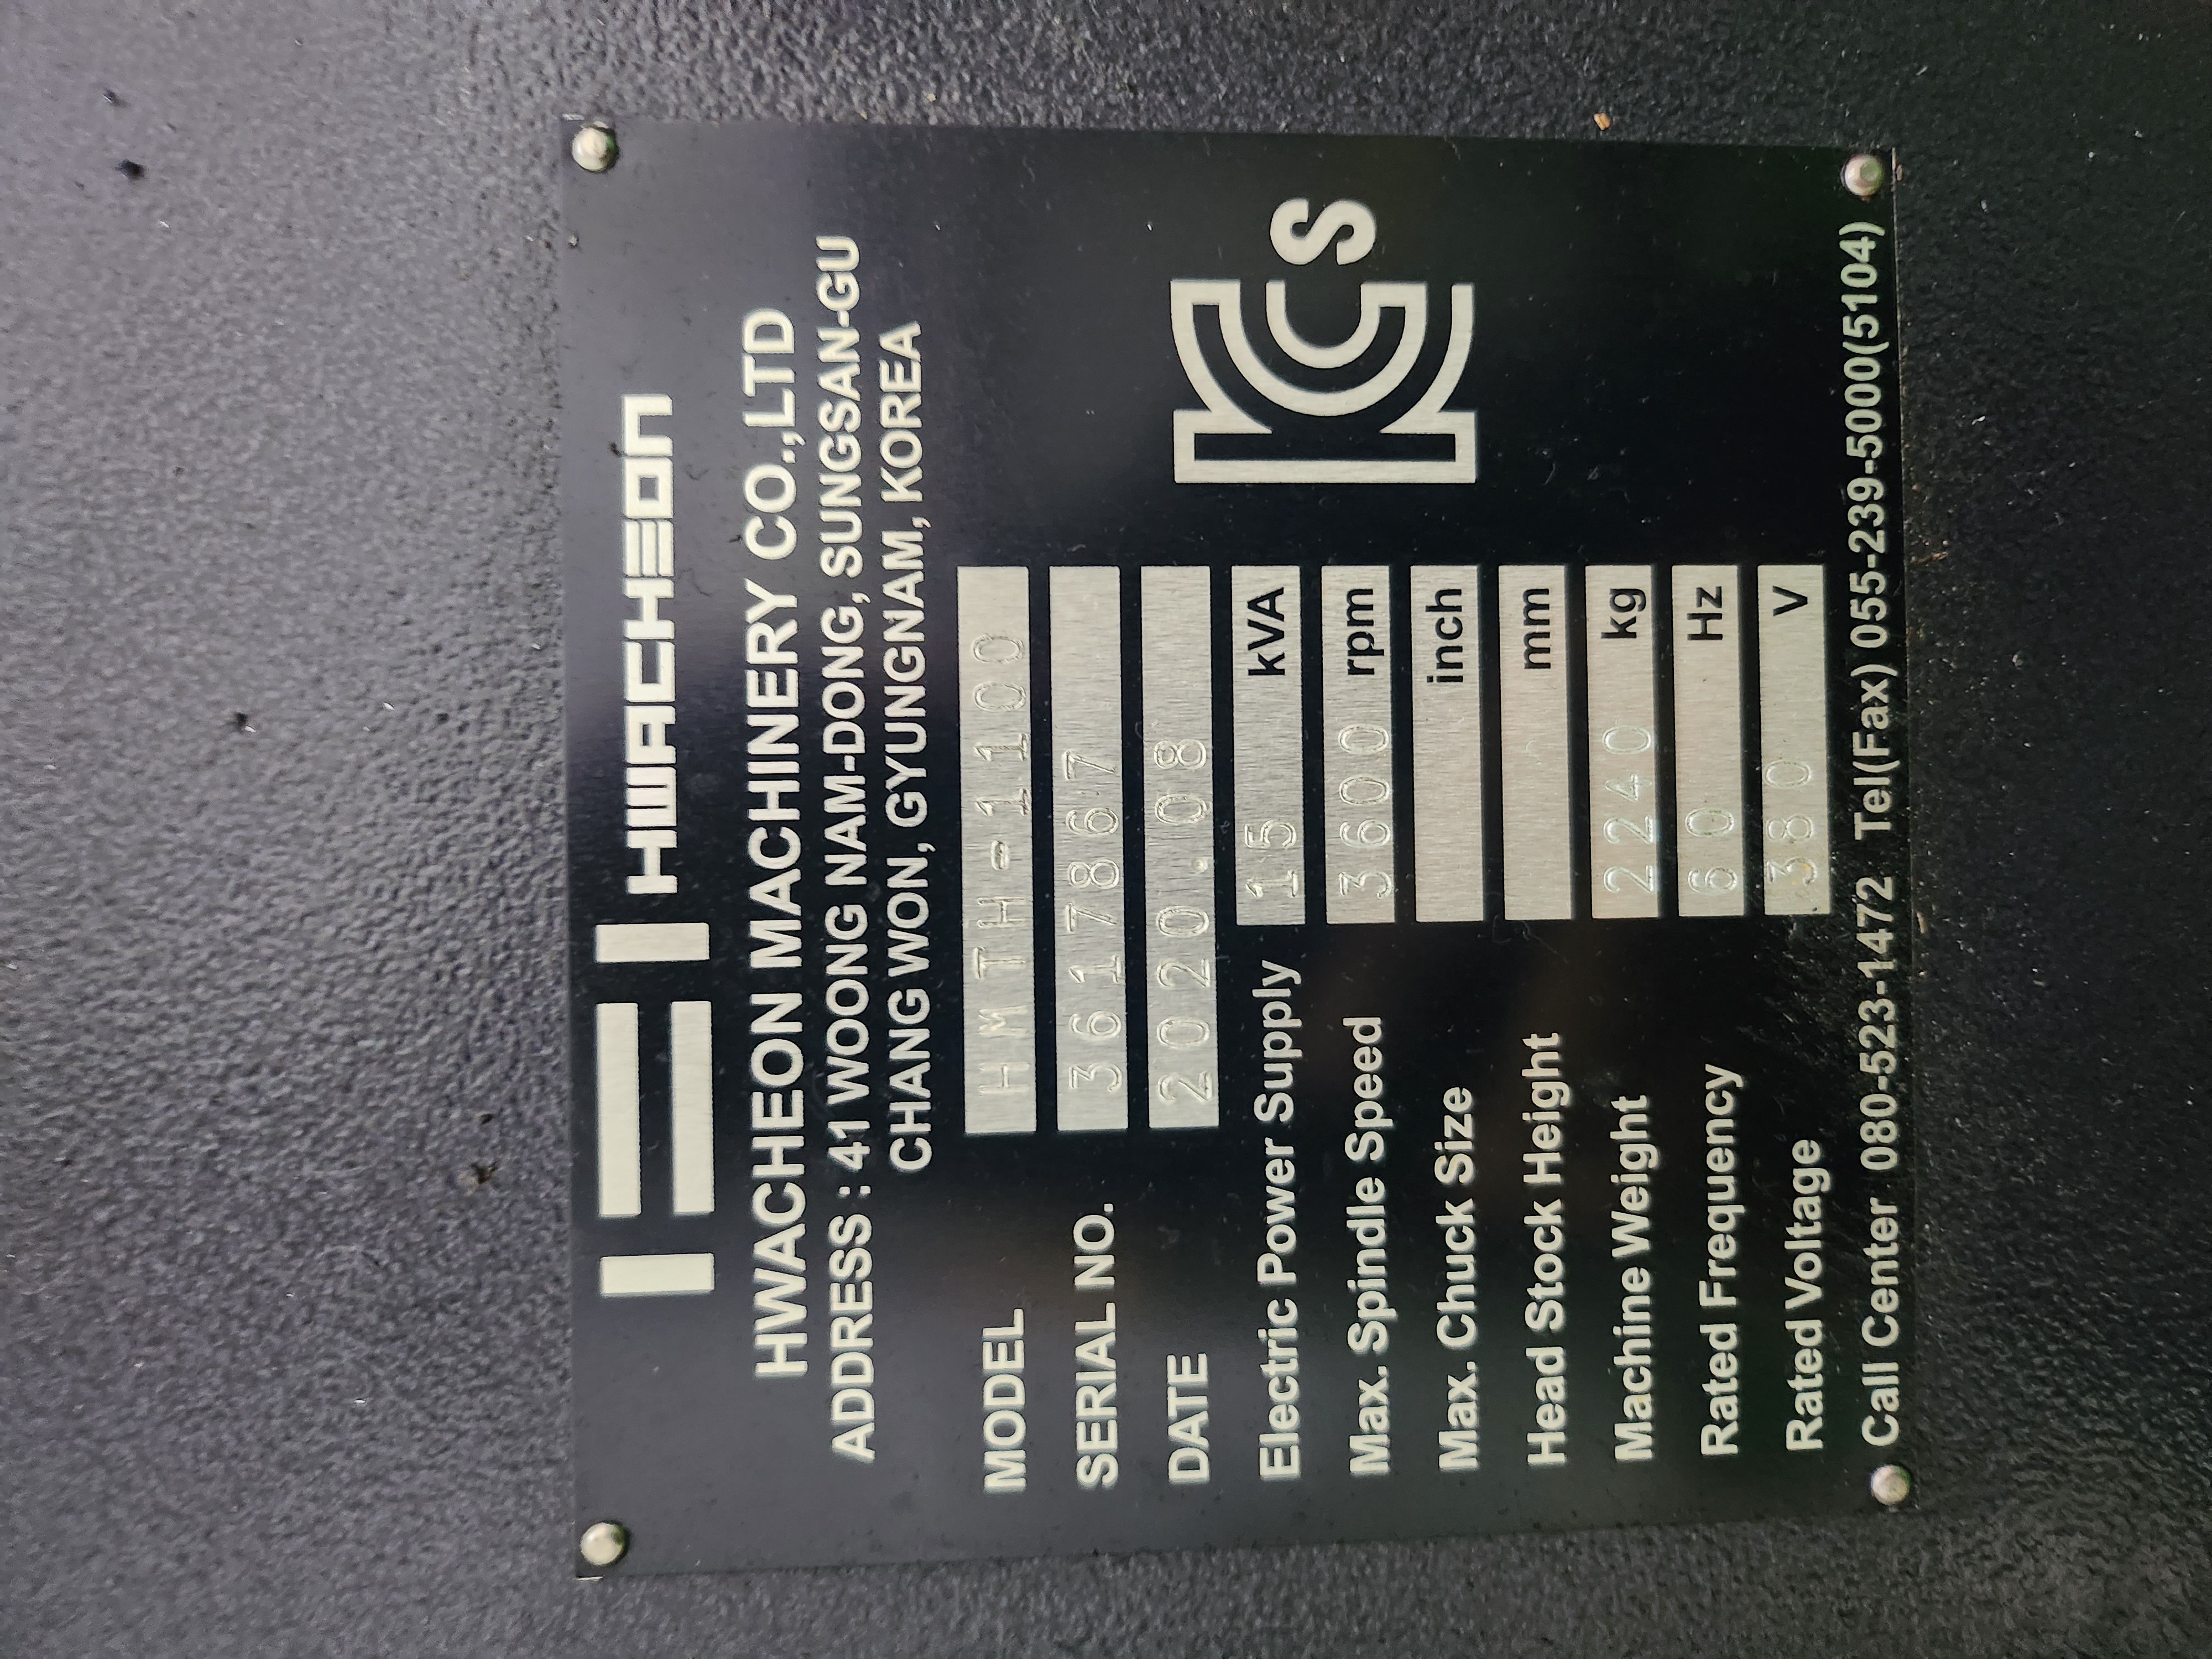 HWACHEON
HWACHEON MACHINERY CO.,LTD
ADDRESS : 41 WOONG NAM-DONG, SUNGSAN-GU
CHANG WON, GYUNGNAM, KOREA
MODEL HMTH-1100
SERIAL NO. 3617867
DATE 2020.08
Electric Power Supply 15 kVA
Max. Spindle Speed 3600 rpm
Max. Chuck Size inch
Head Stock Height mm
Machine Weight 2240 kg
Rated Frequency 60 Hz
Rated Voltage 380 V
KCs
Call Center 080-523-1472 Tel(Fax) 055-239-5000(5104)